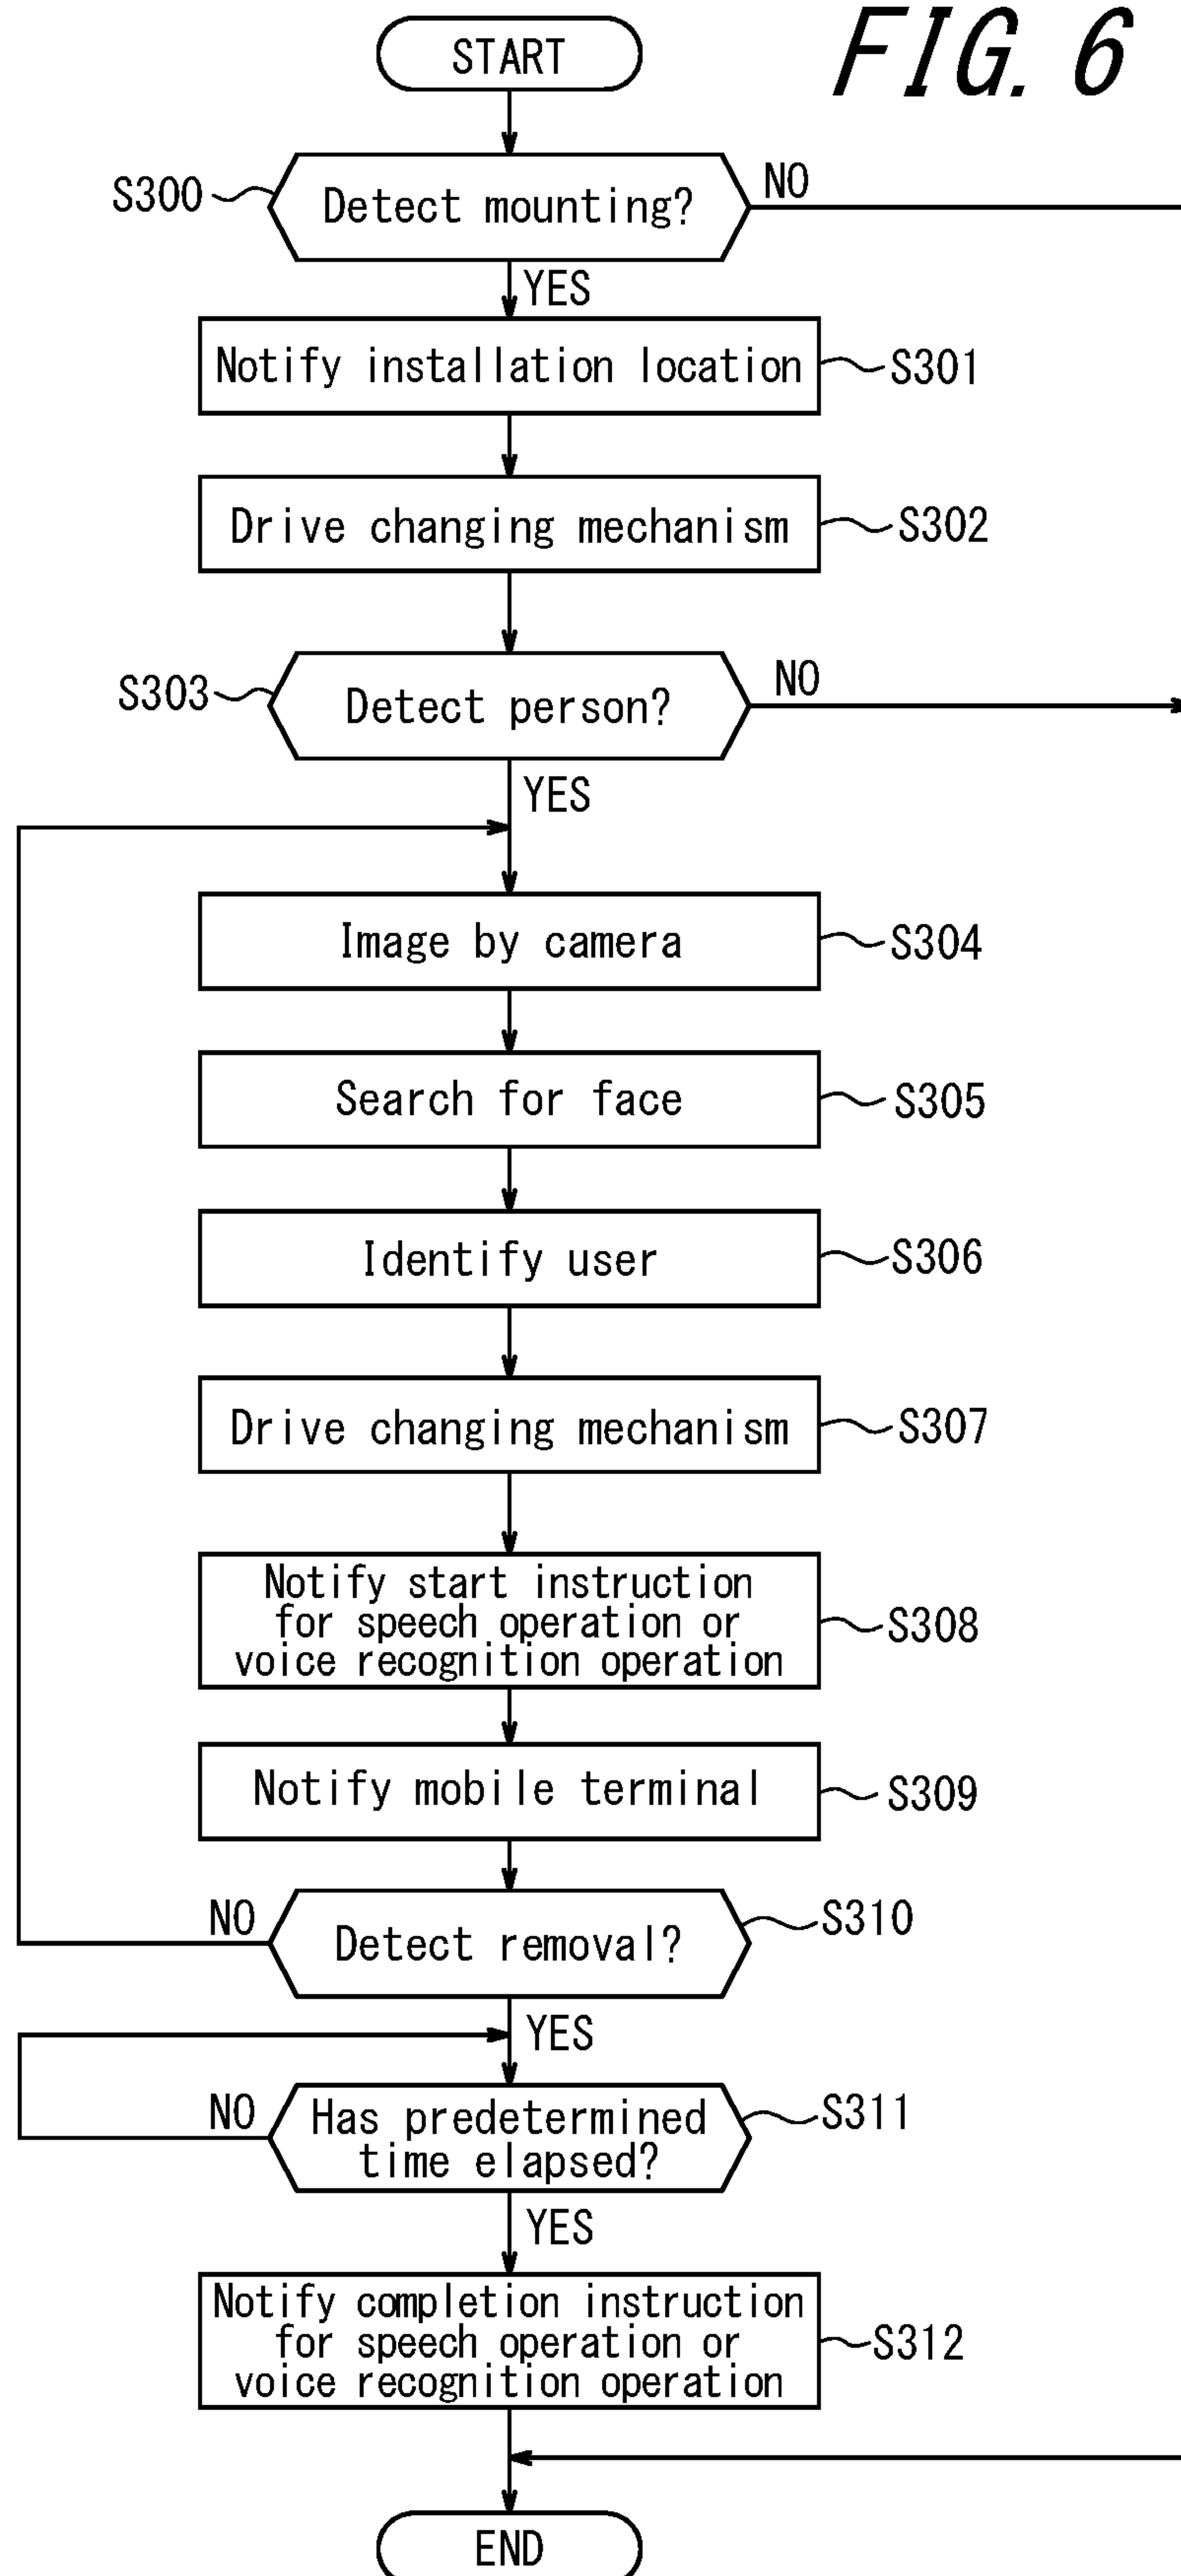 FIG. 6
START
S300
Detect mounting?
NO
YES
Notify installation location
S301
Drive changing mechanism
S302
S303
Detect person?
NO
YES
Image by camera
S304
Search for face
S305
Identify user
S306
Drive changing mechanism
S307
Notify start instruction
for speech operation or
voice recognition operation
S308
Notify mobile terminal
S309
NO
Detect removal?
S310
YES
NO
Has predetermined
time elapsed?
S311
YES
Notify completion instruction
for speech operation or
voice recognition operation
S312
END